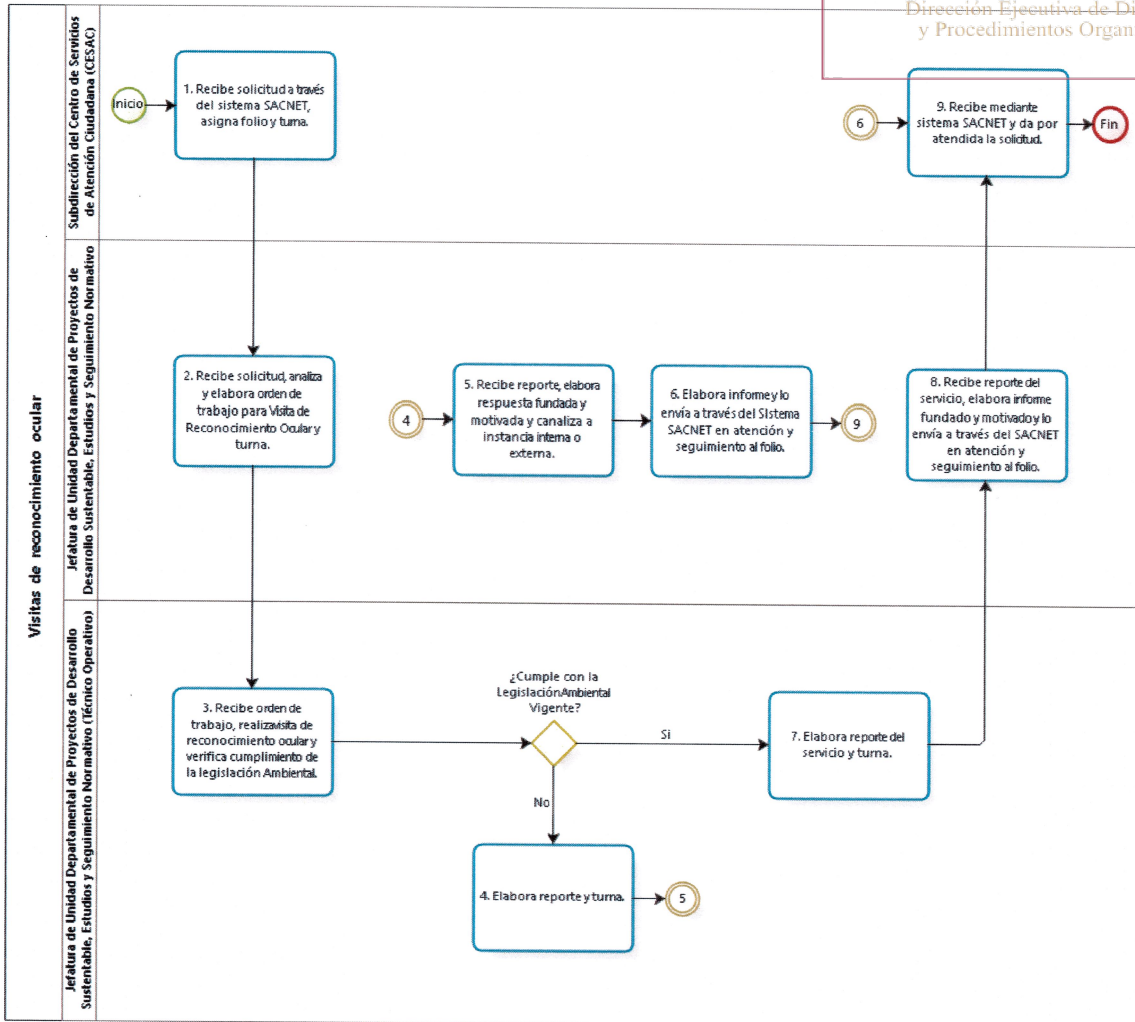 Dirección Ejecutiva de Di
y Procedimientos Organ
Visitas de reconocimiento ocular
Subdirección del Centro de Servicios
de Atención Ciudadana (CESAC)
Inicio
1. Recibe solicitud a través
del sistema SACNET,
asigna folio y turna.
6
9. Recibe mediante
sistema SACNET y da por
atendida la solicitud.
Fin
Jefatura de Unidad Departamental de Proyectos de
Desarrollo Sustentable, Estudios y Seguimiento Normativo
2. Recibe solicitud, analiza
y elabora orden de
trabajo para Visita de
Reconocimiento Ocular y
turna.
4
5. Recibe reporte, elabora
respuesta fundada y
motivada y canaliza a
instancia interna o
externa.
6. Elabora informe y lo
envía a través del SIstema
SACNET en atención y
seguimiento al folio.
9
8. Recibe reporte del
servicio, elabora informe
fundado y motivado y lo
envía a través del SACNET
en atención y
seguimiento al folio.
Jefatura de Unidad Departamental de Proyectos de Desarrollo
Sustentable, Estudios y Seguimiento Normativo (Técnico Operativo)
3. Recibe orden de
trabajo, realiza visita de
reconocimiento ocular y
verifica cumplimiento de
la legislación Ambiental.
¿Cumple con la
Legislación Ambiental
Vigente?
Si
No
7. Elabora reporte del
servicio y turna.
4. Elabora reporte y turna.
5